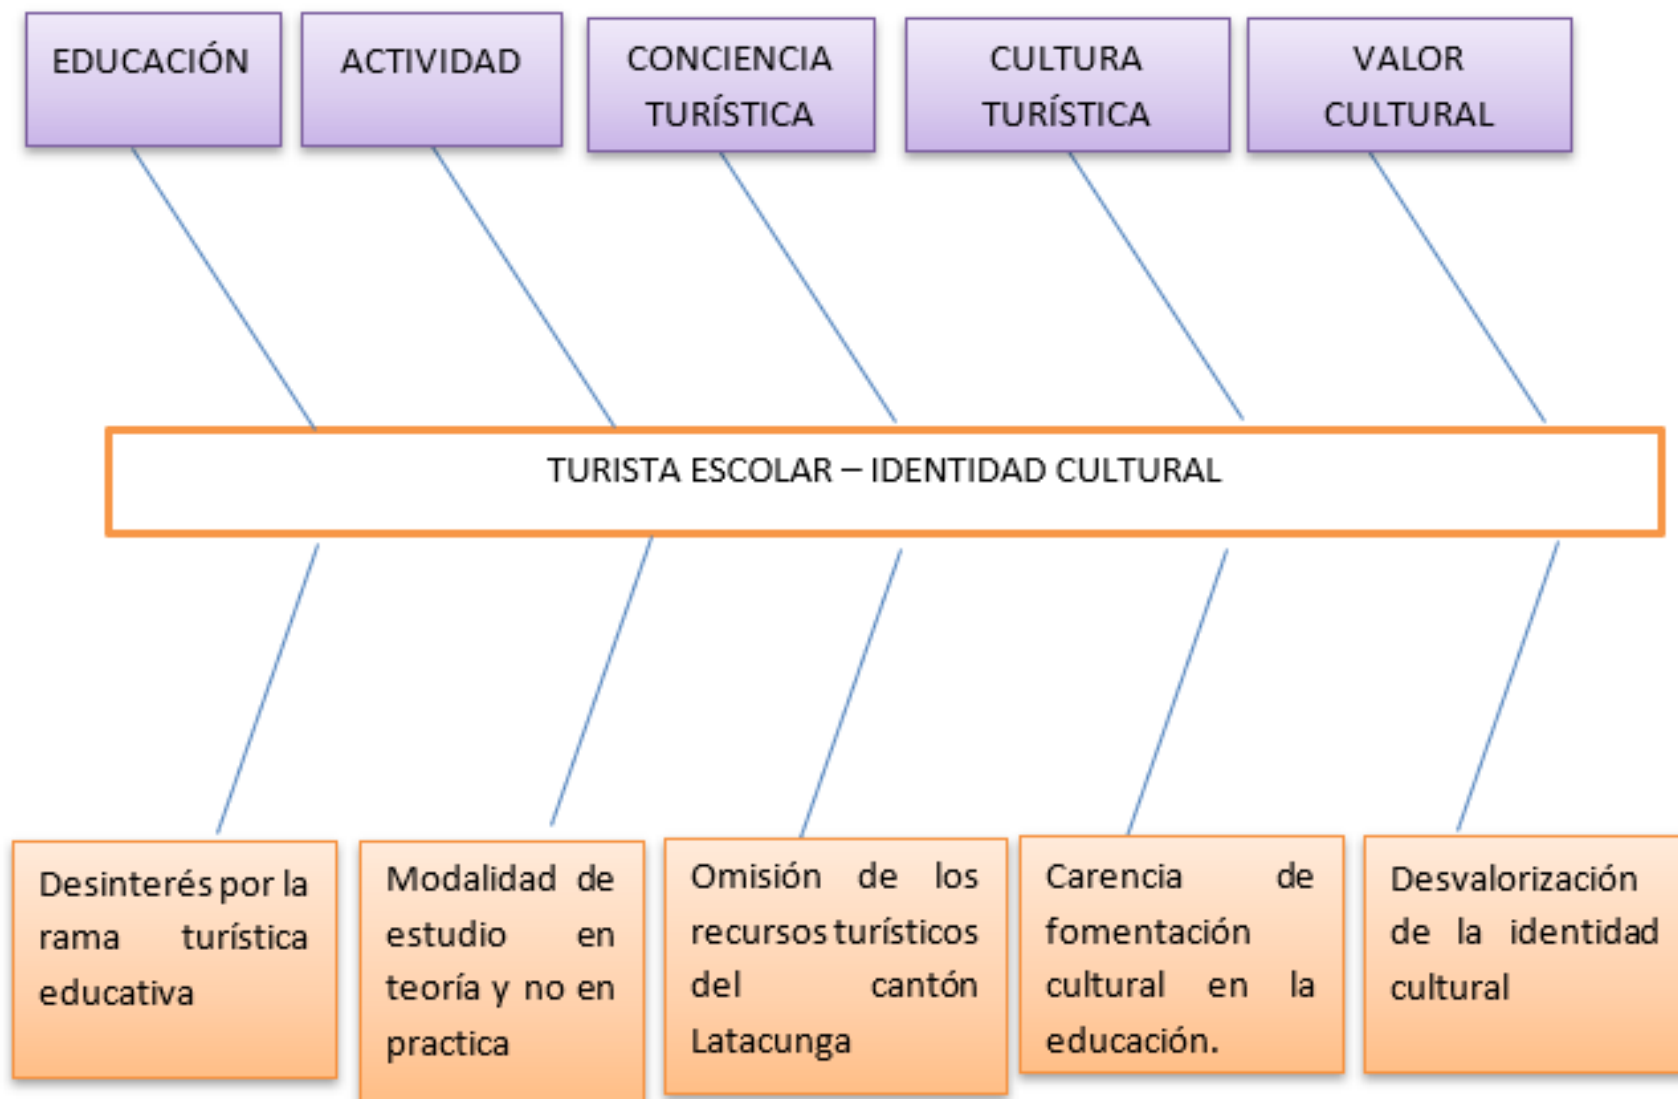 EDUCACIÓN
ACTIVIDAD
CONCIENCIA
TURÍSTICA
CULTURA
TURÍSTICA
VALOR
CULTURAL
TURISTA ESCOLAR – IDENTIDAD CULTURAL
Desinterés por la
rama turística
educativa
Modalidad de
estudio en
teoría y no en
practica
Omisión de los
recursos turísticos
del cantón
Latacunga
Carencia de
fomentación
cultural en la
educación.
Desvalorización
de la identidad
cultural